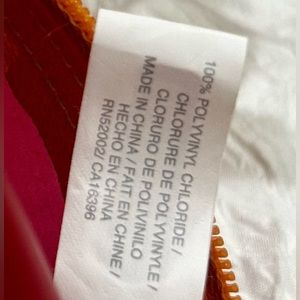 100% POLYVINYL CHLORIDE /
CHLORURE DE POLYVINYLE /
CLORURO DE POLIVINILO
MADE IN CHINA / FAIT EN CHINE /
HECHO EN CHINA
RN52002/ CA16396